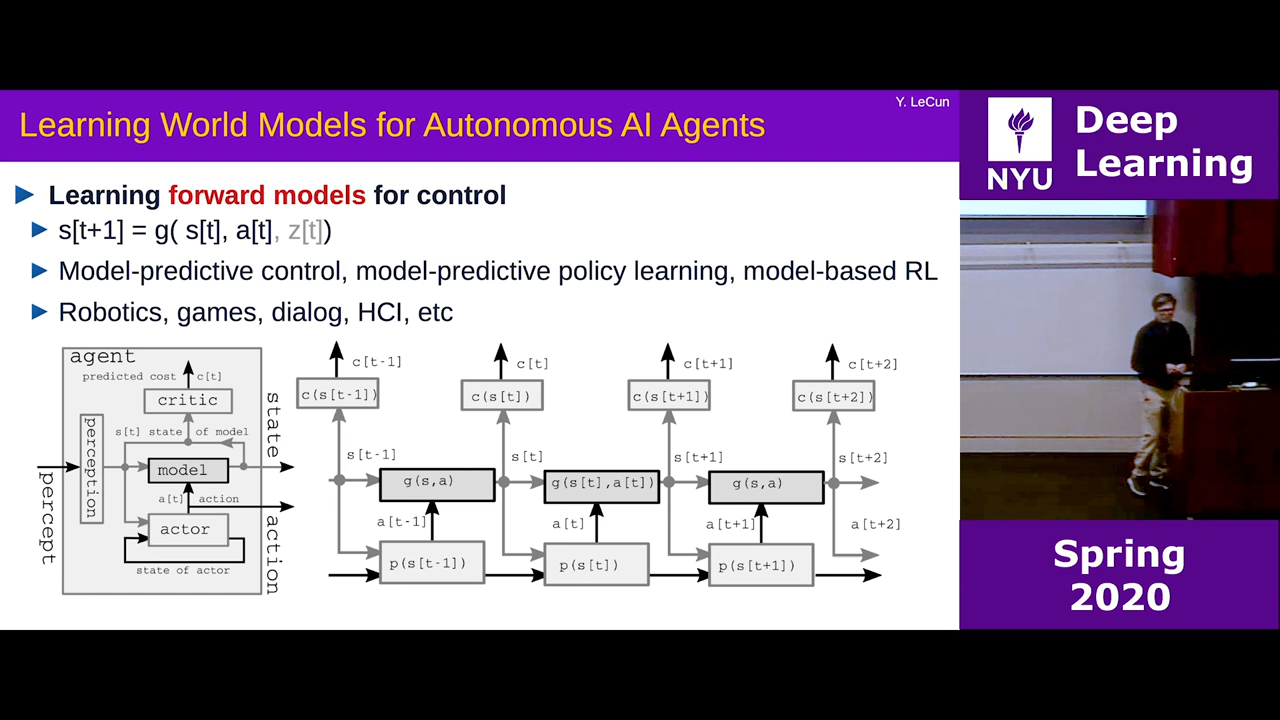 Y. LeCun
Learning World Models for Autonomous AI Agents
Learning forward models for control
s[t+1] = g( s[t], a[t], z[t])
Model-predictive control, model-predictive policy learning, model-based RL
Robotics, games, dialog, HCI, etc
agent
predicted cost
c[t]
critic
s[t] state of model
perception
model
a[t] action
actor
state of actor
percept
state
action
c[t-1]
c[t]
c[t+1]
c[t+2]
c(s[t-1])
c(s[t])
c(s[t+1])
c(s[t+2])
s[t-1]
s[t]
s[t+1]
s[t+2]
g(s,a)
g(s[t],a[t])
g(s,a)
a[t-1]
a[t]
a[t+1]
a[t+2]
p(s[t-1])
p(s[t])
p(s[t+1])
NYU
Deep
Learning
Spring
2020